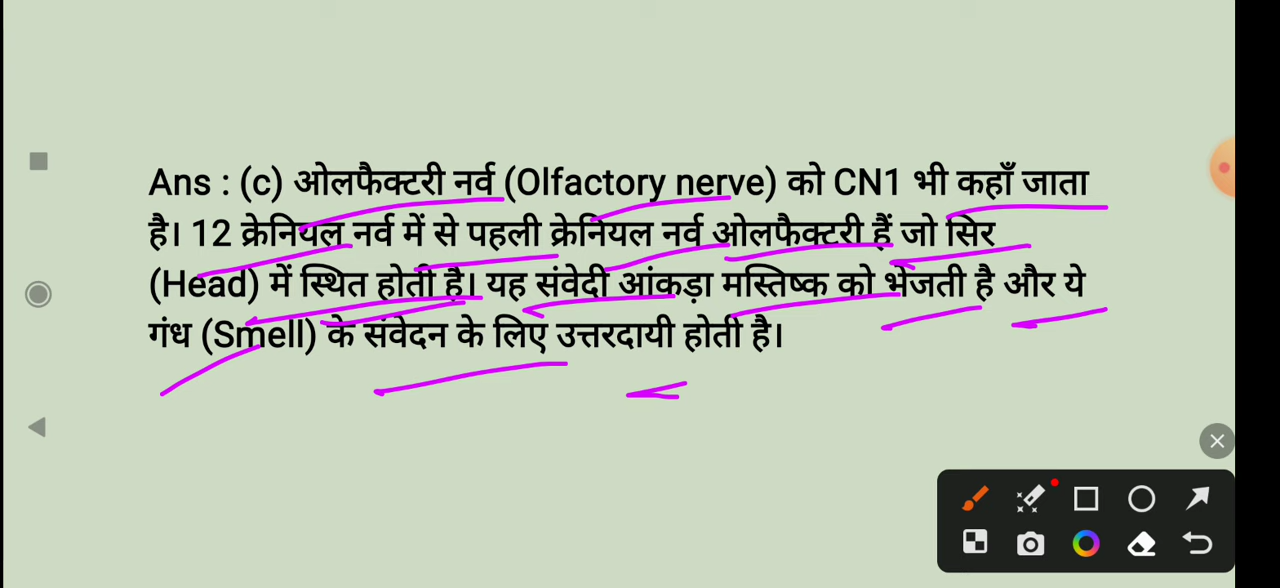 Ans : (c) ओलफैक्टरी नर्व (Olfactory nerve) को CN1 भी कहाँ जाता
है। 12 क्रेनियल नर्व में से पहली क्रेनियल नर्व ओलफैक्टरी हैं जो सिर
(Head) में स्थित होती है। यह संवेदी आंकड़ा मस्तिष्क को भेजती है और ये
गंध (Smell) के संवेदन के लिए उत्तरदायी होती है।